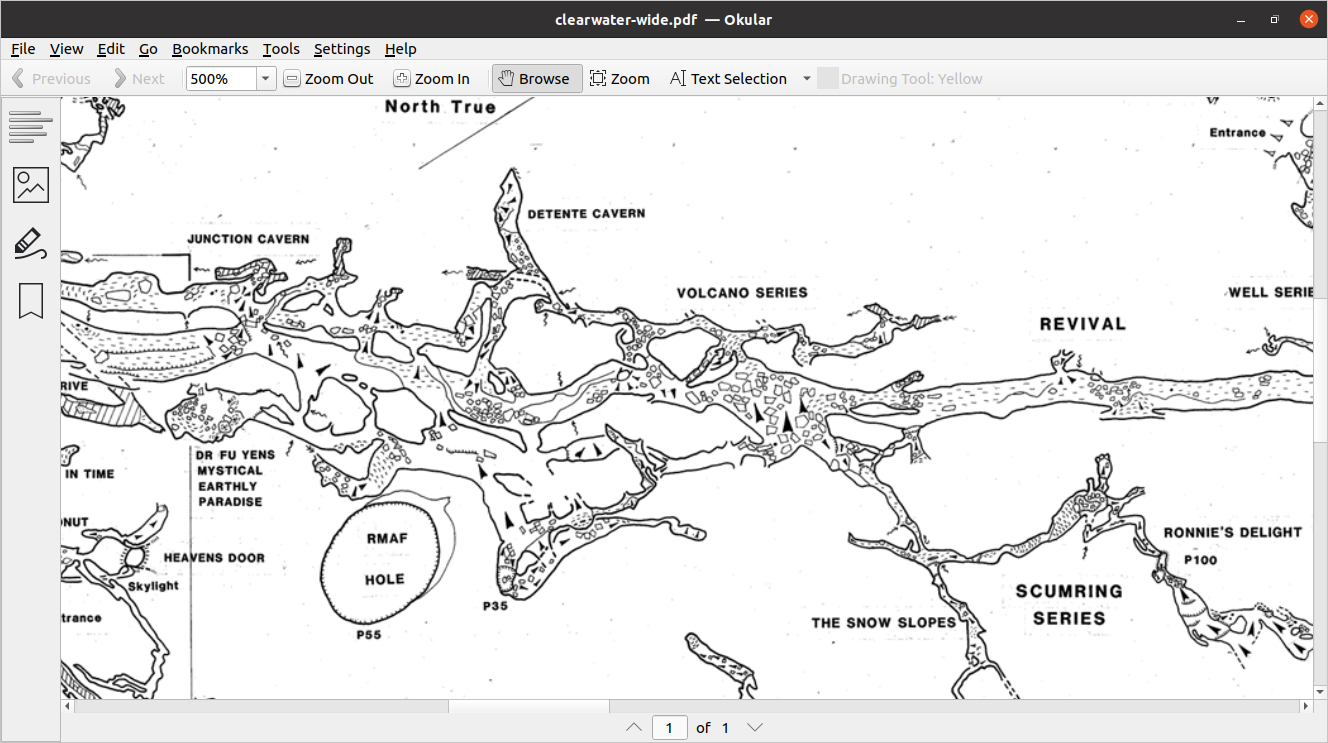 clearwater-wide.pdf — Okular
File View Edit Go Bookmarks Tools Settings Help
Previous Next 500% Zoom Out Zoom In Browse Zoom Text Selection Drawing Tool: Yellow
North True
Entrance
DETENTE CAVERN
JUNCTION CAVERN
VOLCANO SERIES
WELL SERIE
REVIVAL
RIVE
DR FU YENS
MYSTICAL
EARTHLY
PARADISE
IN TIME
ONUT
HEAVENS DOOR
Skylight
trance
RMAF
HOLE
P55
P35
RONNIE'S DELIGHT
P100
SCUMRING
SERIES
THE SNOW SLOPES
1 of 1